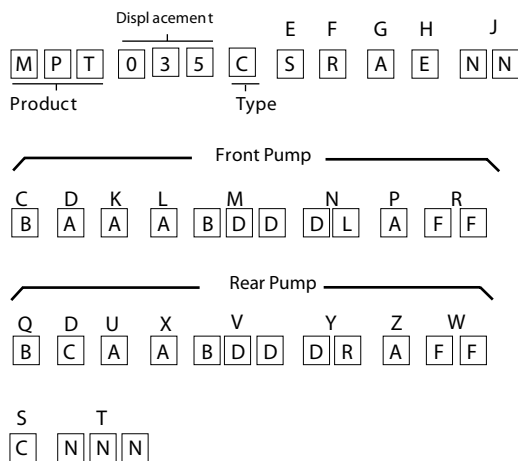 Displacement
E F G H J
M P T 0 3 5 C S R A E N N
Product Type
Front Pump
C D K L M N P R
B A A A B D D D L A F F
Rear Pump
Q D U X V Y Z W
B C A A B D D D R A F F
S T
C N N N